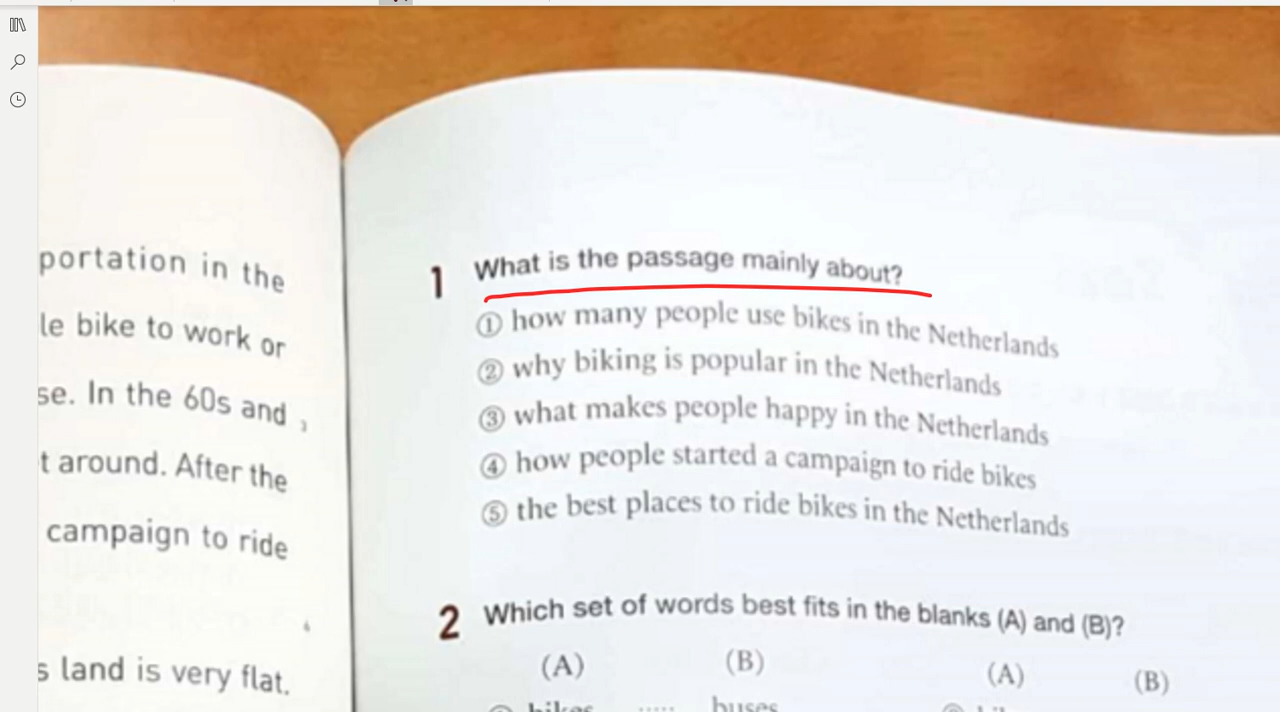 portation in the
le bike to work or
se. In the 60s and
t around. After the
campaign to ride
s land is very flat.
1 What is the passage mainly about?
① how many people use bikes in the Netherlands
② why biking is popular in the Netherlands
③ what makes people happy in the Netherlands
④ how people started a campaign to ride bikes
⑤ the best places to ride bikes in the Netherlands
2 Which set of words best fits in the blanks (A) and (B)?
(A) (B) (A) (B)
bikes ..... buses